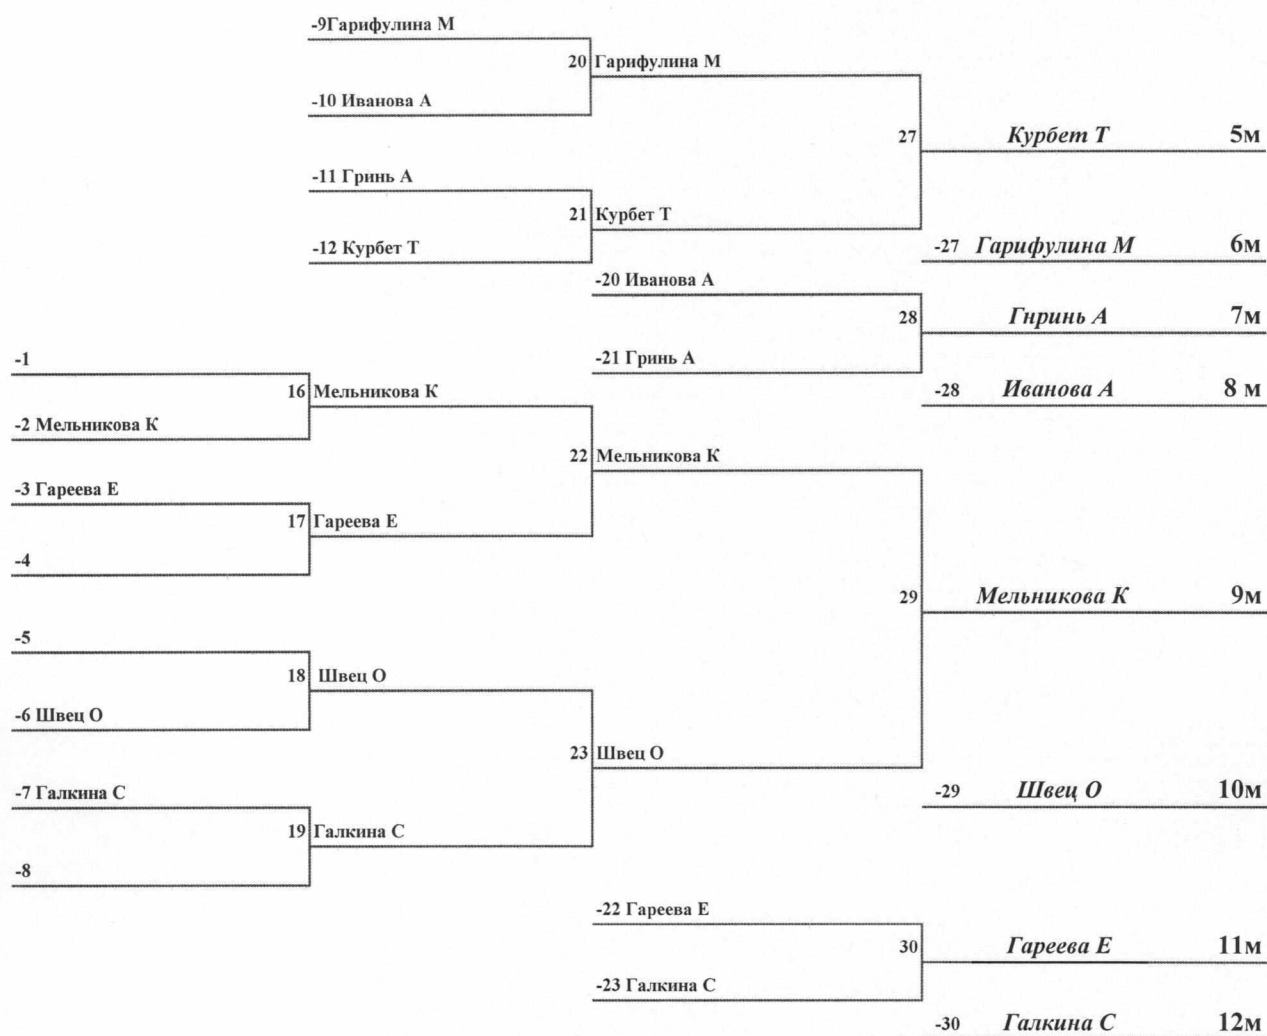 -9Гарифулина М
20 Гарифулина М
-10 Иванова А
27 Курбет Т 5м
-11 Гринь А
21 Курбет Т
-12 Курбет Т
-27 Гарифулина М 6м
-20 Иванова А
28 Гнринь А 7м
-21 Гринь А
-28 Иванова А 8 м
-1
16 Мельникова К
-2 Мельникова К
22 Мельникова К
-3 Гареева Е
17 Гареева Е
-4
29 Мельникова К 9м
-5
18 Швец О
-6 Швец О
23 Швец О
-29 Швец О 10м
-7 Галкина С
19 Галкина С
-8
-22 Гареева Е
30 Гареева Е 11м
-23 Галкина С
-30 Галкина С 12м